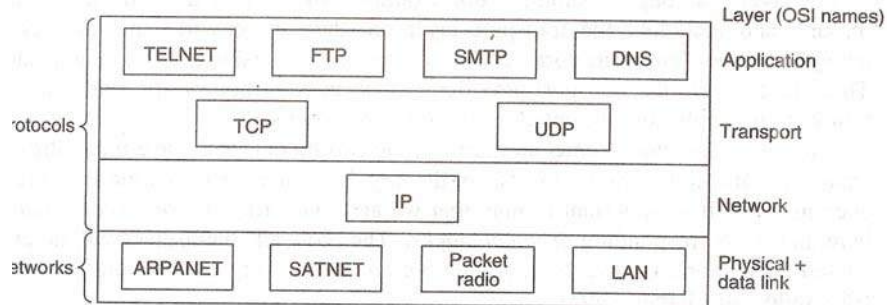 Layer (OSI names)
TELNET FTP SMTP DNS Application
rotocols TCP UDP Transport
IP Network
etworks ARPANET SATNET Packet radio LAN Physical + data link